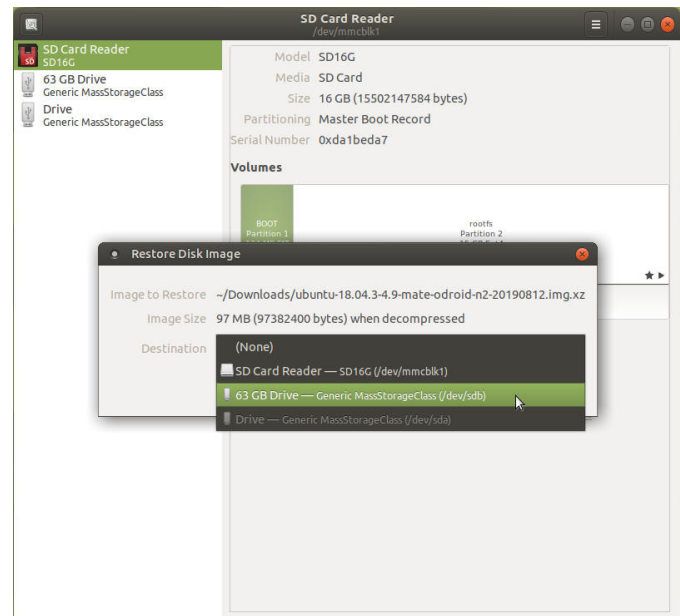 SD Card Reader
/dev/mmcblk1
SD Card Reader
SD16G
63 GB Drive
Generic MassStorageClass
Drive
Generic MassStorageClass
Model SD16G
Media SD Card
Size 16 GB (15502147584 bytes)
Partitioning Master Boot Record
Serial Number 0xda1beda7
Volumes
BOOT
Partition 1
rootfs
Partition 2
Restore Disk Image
Image to Restore ~/Downloads/ubuntu-18.04.3-4.9-mate-odroid-n2-20190812.img.xz
Image Size 97 MB (97382400 bytes) when decompressed
Destination
(None)
SD Card Reader — SD16G (/dev/mmcblk1)
63 GB Drive — Generic MassStorageClass (/dev/sdb)
Drive — Generic MassStorageClass (/dev/sda)